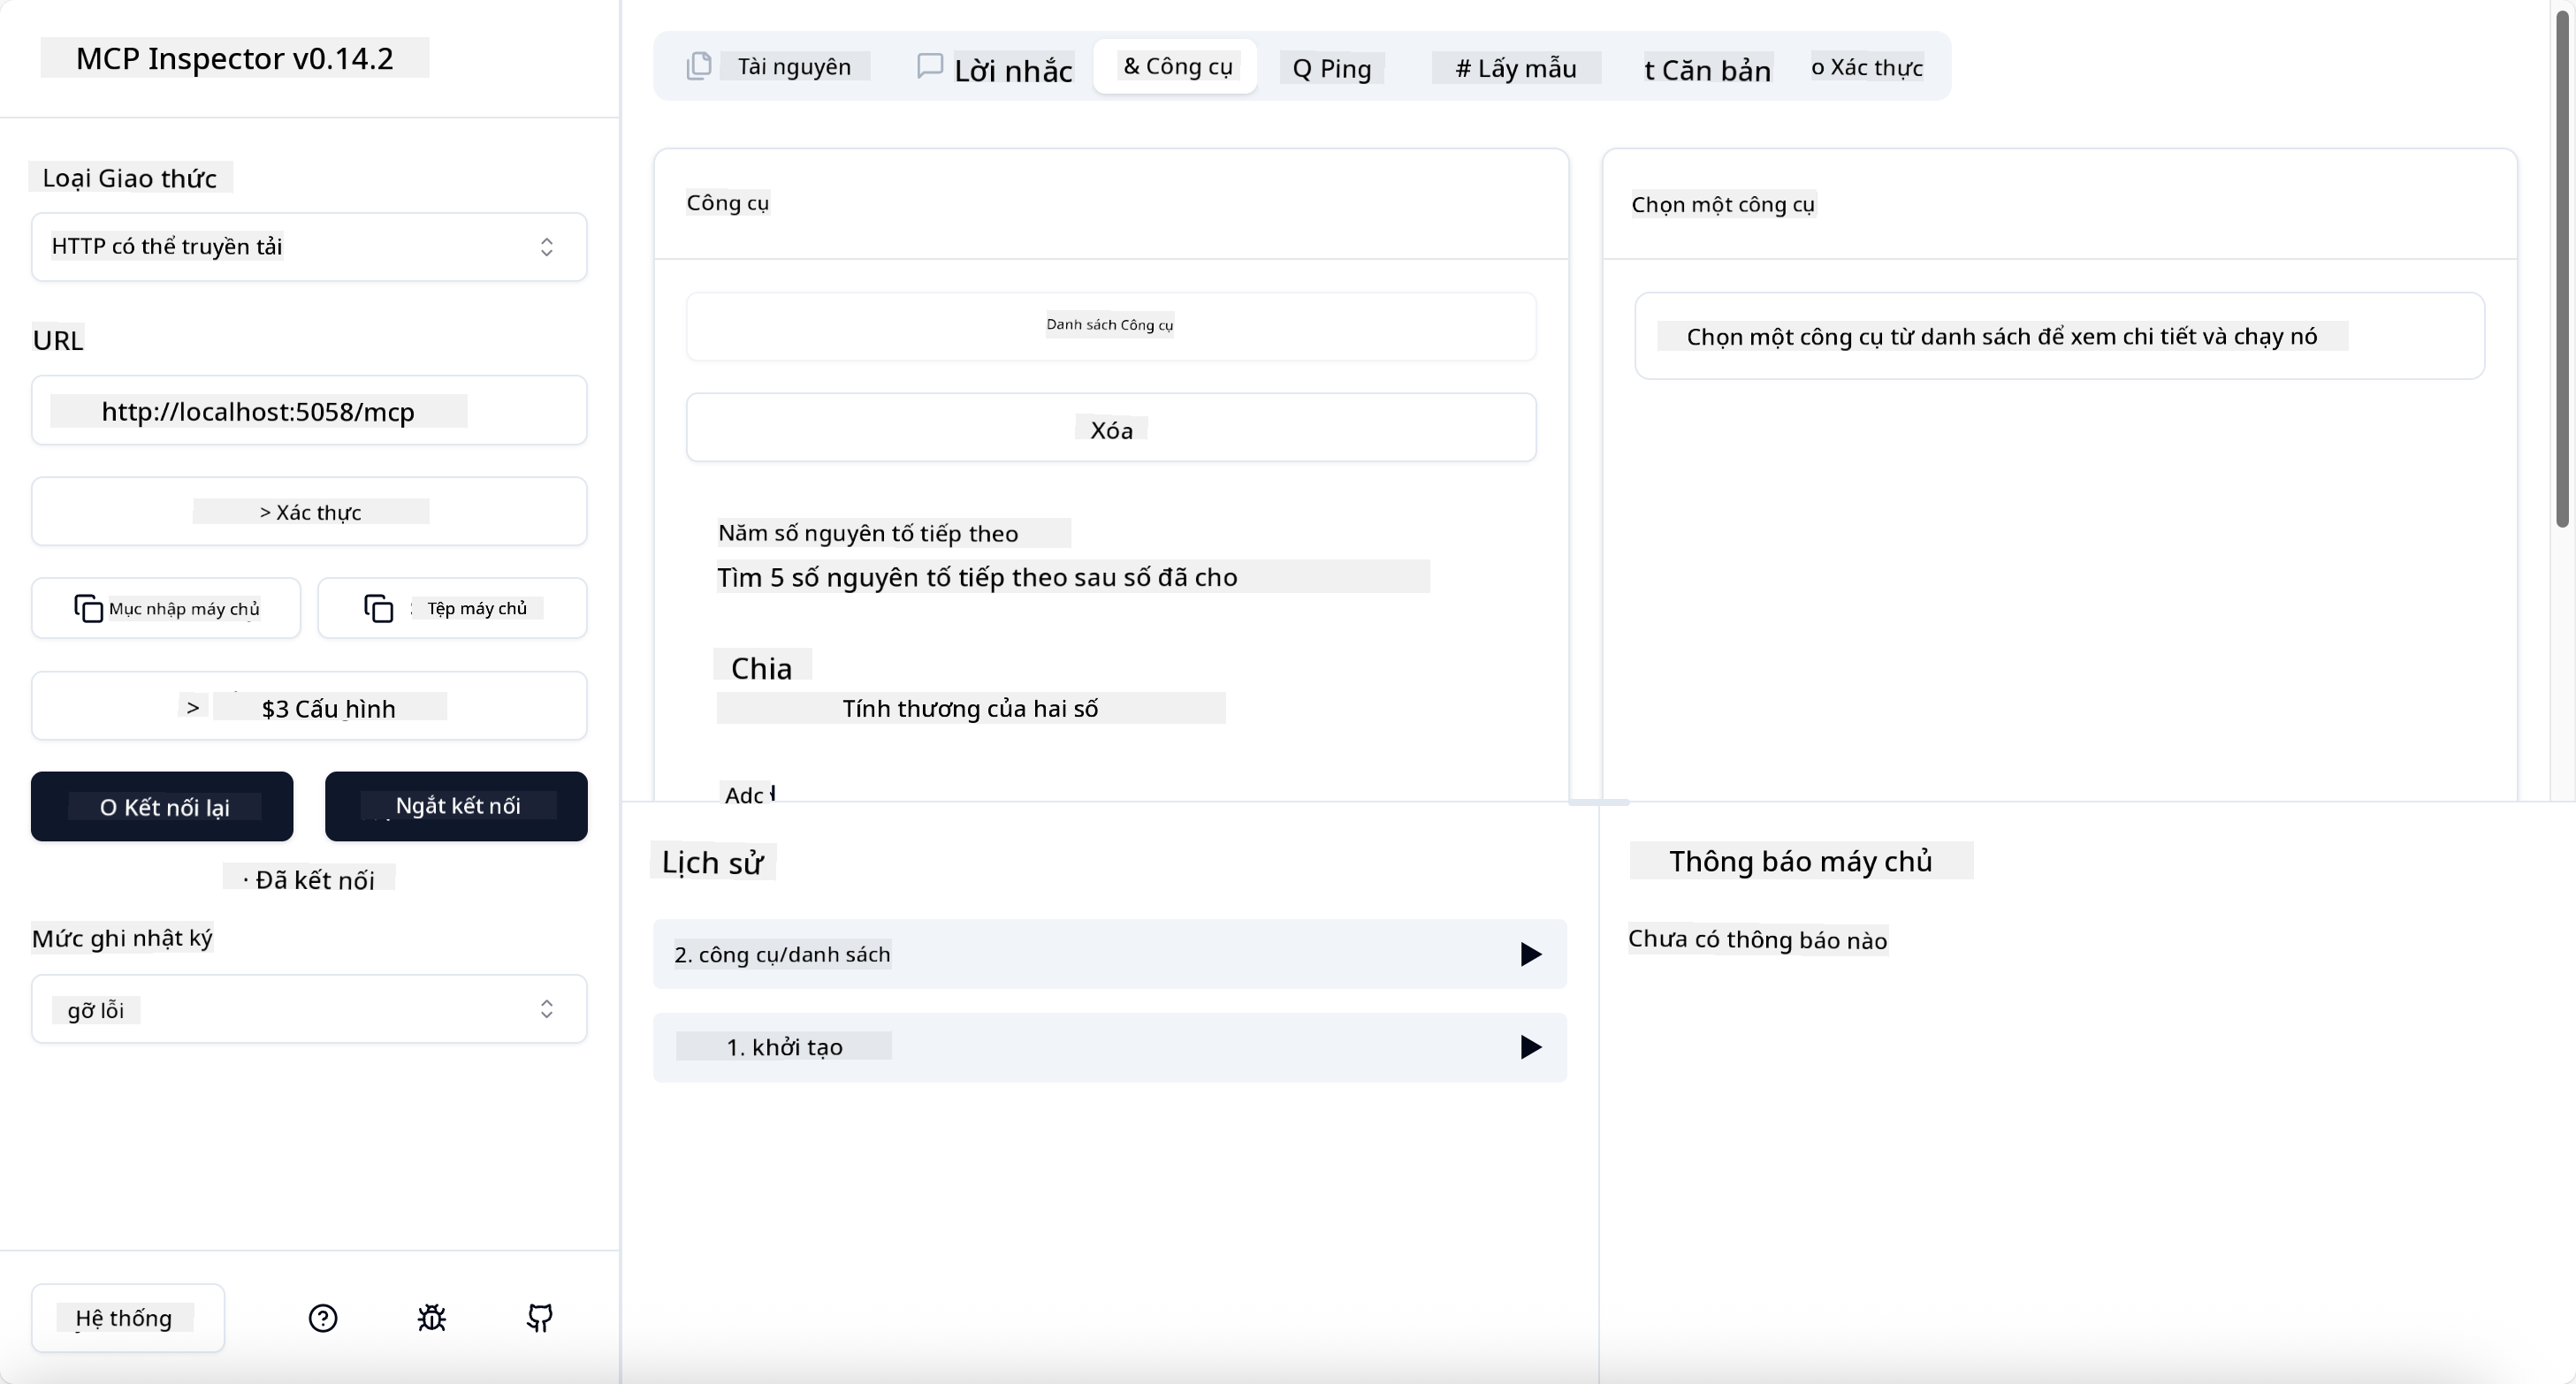 MCP Inspector v0.14.2
Loại Giao thức
HTTP có thể truyền tải
URL
http://localhost:5058/mcp
> Xác thực
Mục nhập máy chủ
Tệp máy chủ
> $3 Cấu hình
O Kết nối lại
Ngắt kết nối
· Đã kết nối
Mức ghi nhật ký
gỡ lỗi
Hệ thống
Tài nguyên
Lời nhắc
& Công cụ
Q Ping
# Lấy mẫu
t Căn bản
o Xác thực
Công cụ
Danh sách Công cụ
Xóa
Năm số nguyên tố tiếp theo
Tìm 5 số nguyên tố tiếp theo sau số đã cho
Chia
Tính thương của hai số
Adc
Chọn một công cụ
Chọn một công cụ từ danh sách để xem chi tiết và chạy nó
Lịch sử
2. công cụ/danh sách
1. khởi tạo
Thông báo máy chủ
Chưa có thông báo nào